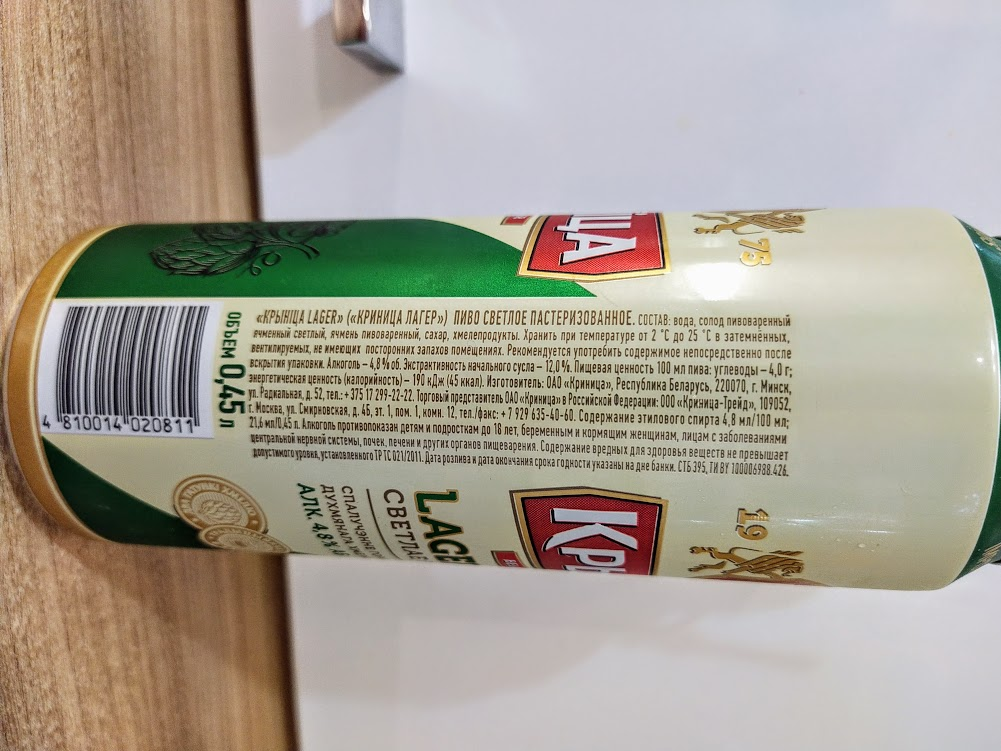 «КРЫНІЦА LAGER» («КРИНИЦА ЛАГЕР») ПИВО СВЕТЛОЕ ПАСТЕРИЗОВАННОЕ. СОСТАВ: вода, солод пивоваренный
ячменный светлый, ячмень пивоваренный, сахар, хмелепродукты. Хранить при температуре от 2 °С до 25 °С в затемнённых,
вентилируемых, не имеющих посторонних запахов помещениях. Рекомендуется употребить содержимое непосредственно после
вскрытия упаковки. Алкоголь – 4,8% об. Экстрактивность начального сусла – 12,0%. Пищевая ценность 100 мл пива: углеводы – 4,0 г;
энергетическая ценность (калорийность) – 190 кДж (45 ккал). Изготовитель: ОАО «Криница», Республика Беларусь, 220070, г. Минск,
ул. Радиальная, д. 52, тел.: + 375 17 299-22-22. Торговый представитель ОАО «Криница» в Российской Федерации: ООО «Криница-Трейд», 109052,
г. Москва, ул. Смирновская, д. 4Б, эт. 1, пом. 1, комн. 12, тел./факс: + 7 929 635-40-60. Содержание этилового спирта 4,8 мл/100 мл;
21,6 мл/0,45 л. Алкоголь противопоказан детям и подросткам до 18 лет, беременным и кормящим женщинам, лицам с заболеваниями
центральной нервной системы, почек, печени и других органов пищеварения. Содержание вредных для здоровья веществ не превышает
допустимого уровня, установленного ТР ТС 021/2011. Дата розлива и дата окончания срока годности указаны на дне банки. СТБ 395, ТИ BY 100006988.426.
ОБЪЕМ 0,45 л
4 810014 020811
ЦА
75
19
КРЫ
LAGE
СВЕТЛАЕ
СПАЛУЧЭННЕ
ДУХМЯНАГА
АЛК 4,8%